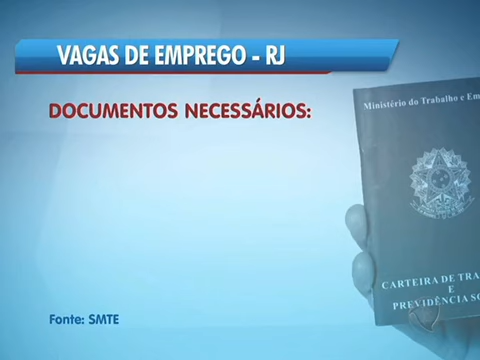 VAGAS DE EMPREGO - RJ
DOCUMENTOS NECESSÁRIOS:
Ministério do Trabalho e Em
CARTEIRA DE TRA
E
PREVIDÊNCIA SO
Fonte: SMTE